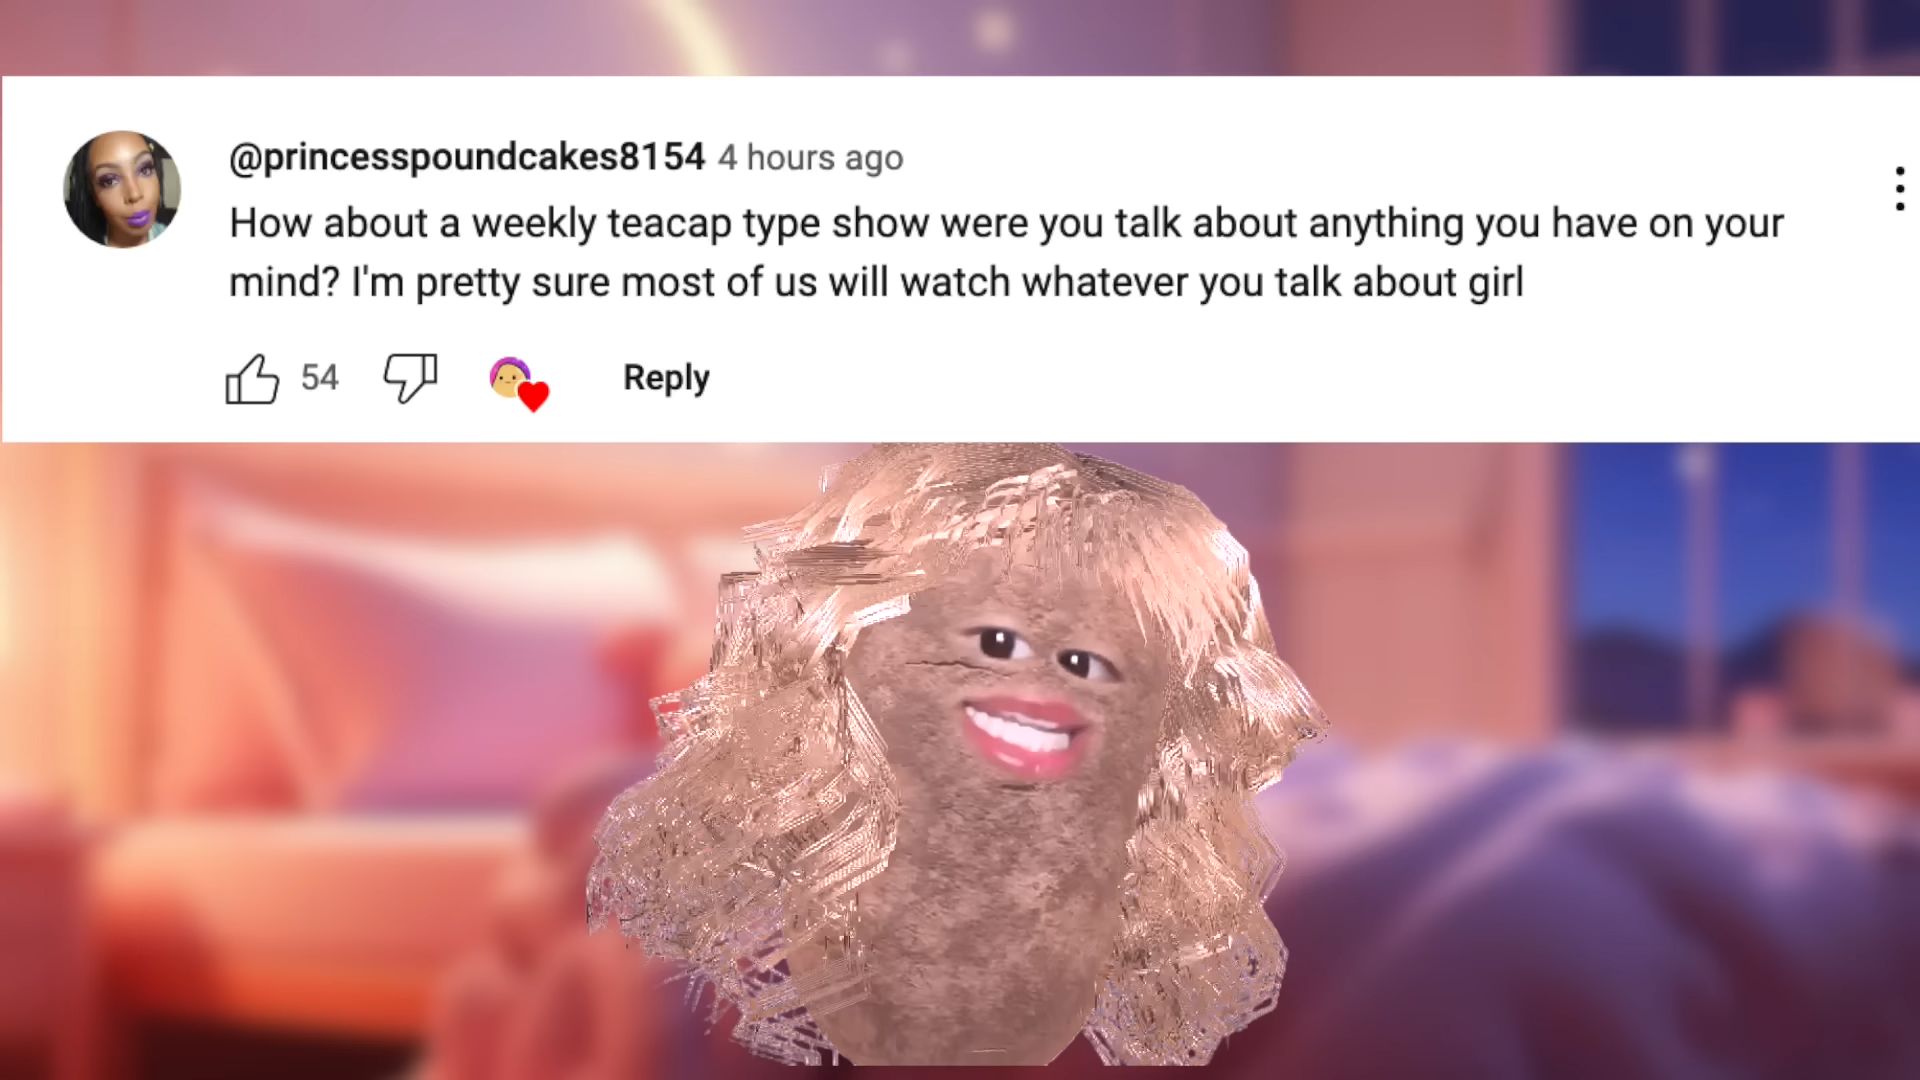 @princesspoundcakes8154 4 hours ago
How about a weekly teacap type show were you talk about anything you have on your
mind? I'm pretty sure most of us will watch whatever you talk about girl
54
Reply